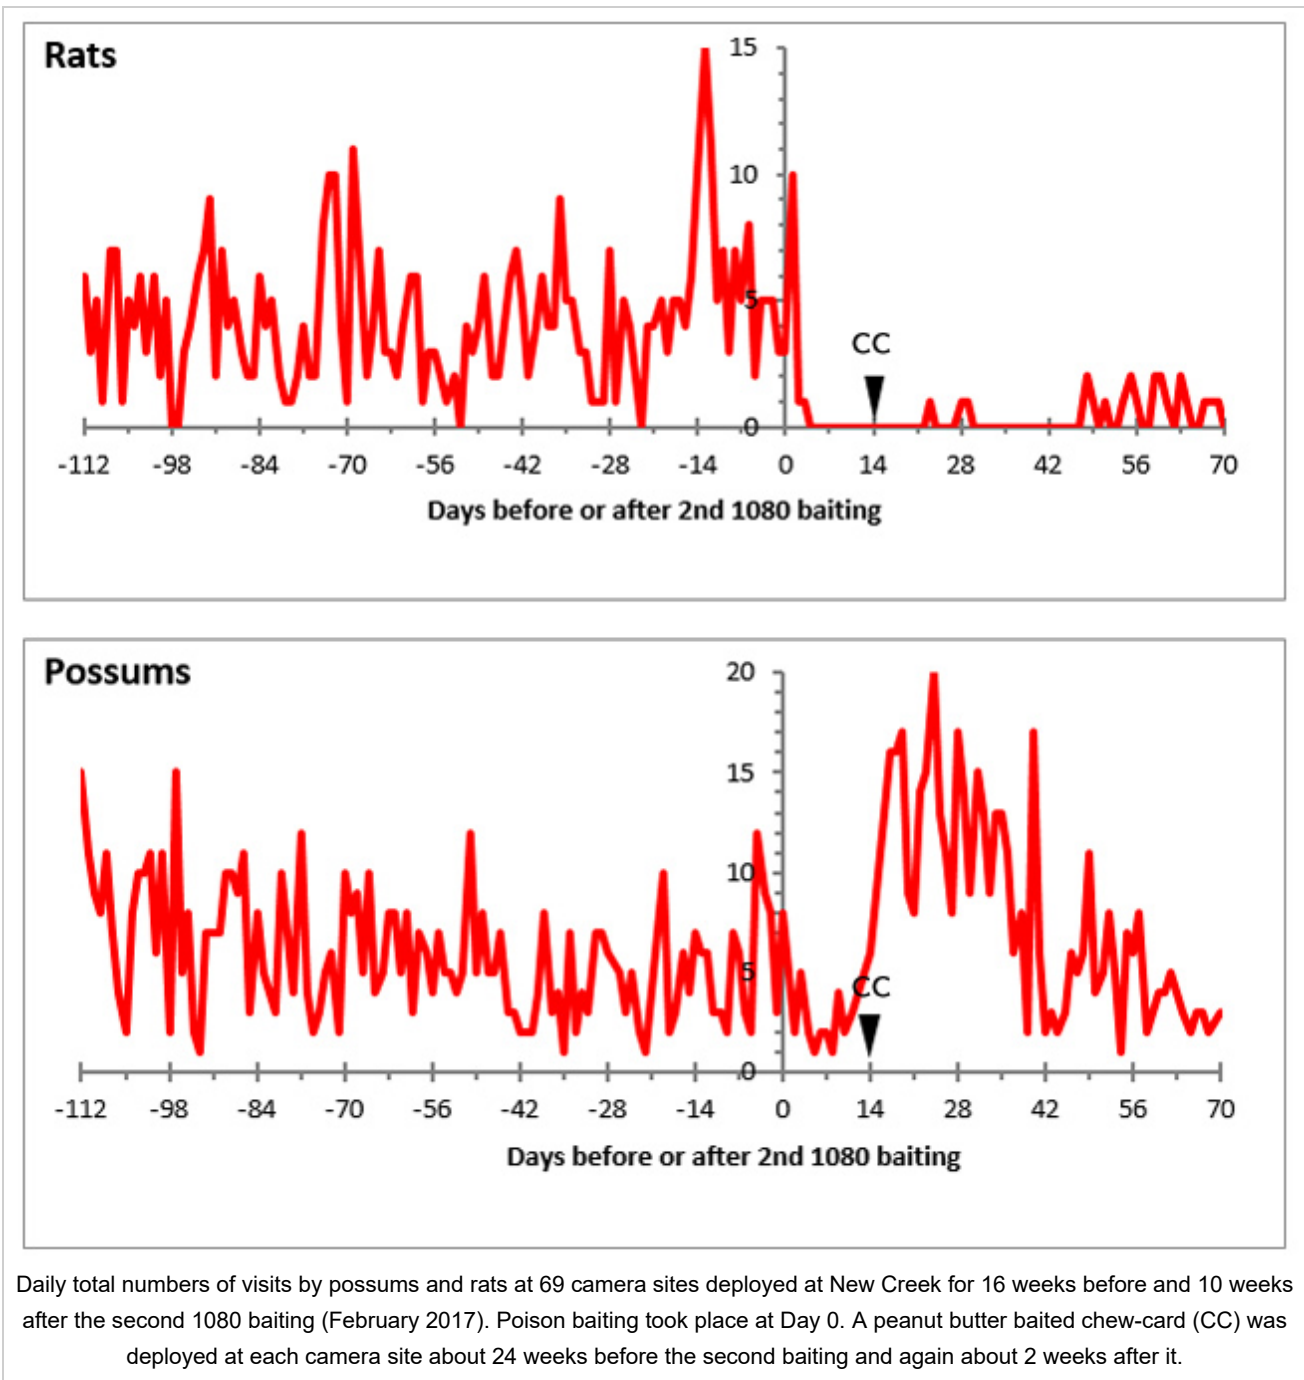 Rats
15
10
5
0
CC
-112 -98 -84 -70 -56 -42 -28 -14 0 14 28 42 56 70
Days before or after 2nd 1080 baiting
Possums
20
15
10
5
CC
0
-112 -98 -84 -70 -56 -42 -28 -14 0 14 28 42 56 70
Days before or after 2nd 1080 baiting
Daily total numbers of visits by possums and rats at 69 camera sites deployed at New Creek for 16 weeks before and 10 weeks
after the second 1080 baiting (February 2017). Poison baiting took place at Day 0. A peanut butter baited chew-card (CC) was
deployed at each camera site about 24 weeks before the second baiting and again about 2 weeks after it.